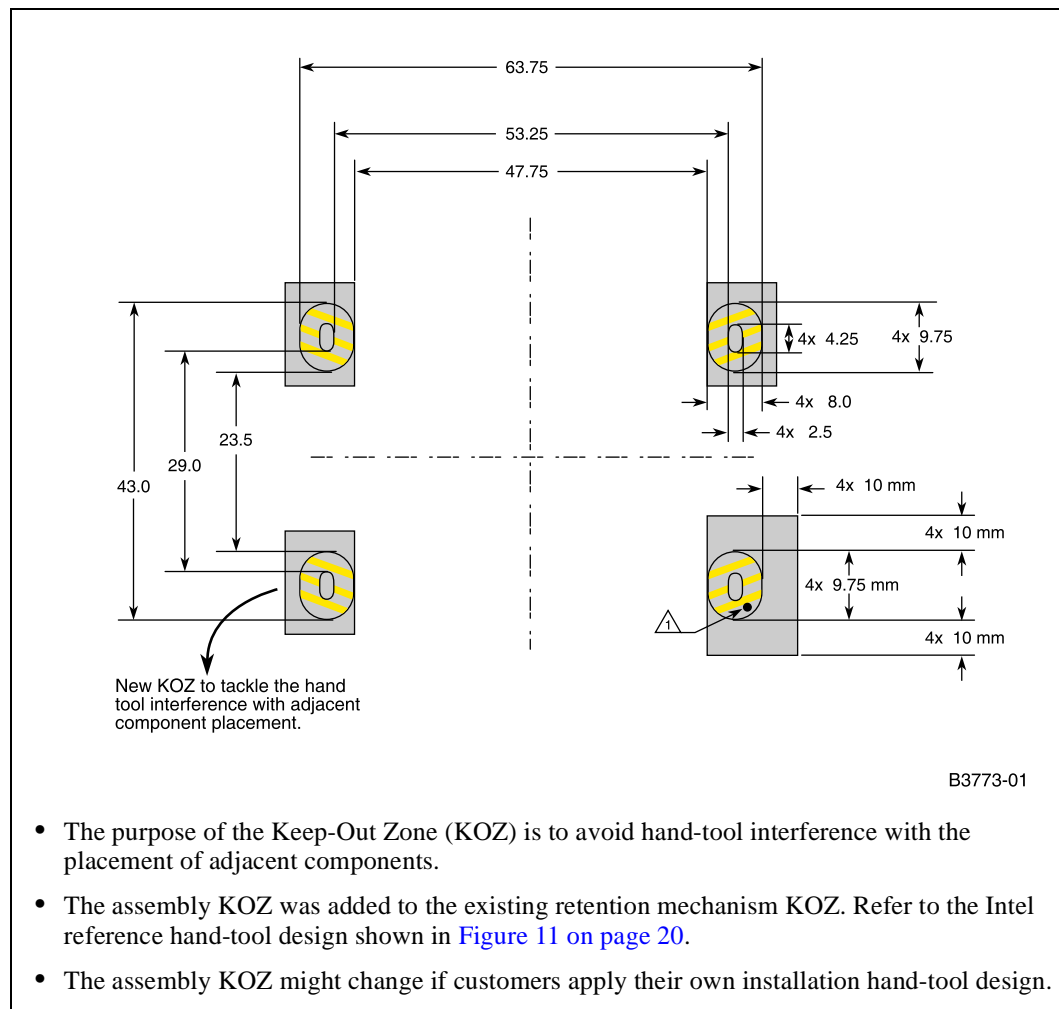 63.75
53.25
47.75
4x 4.25
4x 9.75
4x 8.0
4x 2.5
43.0
29.0
23.5
4x 10 mm
4x 10 mm
4x 9.75 mm
4x 10 mm
1
New KOZ to tackle the hand
tool interference with adjacent
component placement.
B3773-01
• The purpose of the Keep-Out Zone (KOZ) is to avoid hand-tool interference with the
placement of adjacent components.
• The assembly KOZ was added to the existing retention mechanism KOZ. Refer to the Intel
reference hand-tool design shown in Figure 11 on page 20.
• The assembly KOZ might change if customers apply their own installation hand-tool design.